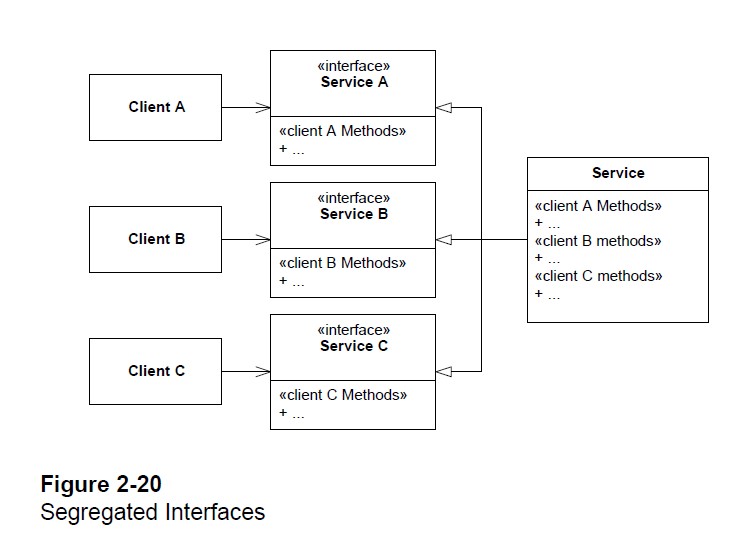 «interface»
Service A
Client A
«client A Methods»
+ ...
«interface»
Service B
Client B
«client B Methods»
+ ...
«interface»
Service C
Client C
«client C Methods»
+ ...
Service
«client A Methods»
+ ...
«client B methods»
+ ...
«client C methods»
+ ...
Figure 2-20
Segregated Interfaces